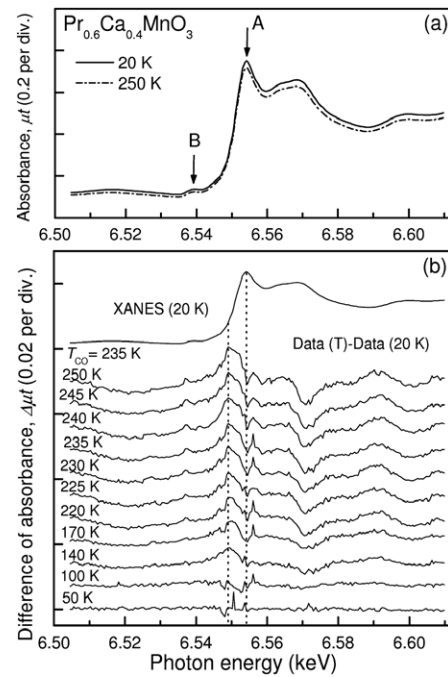 Pr0.6Ca0.4MnO3
(a)
20 K
250 K
A
B
Absorbance, μt (0.2 per div.)
6.50 6.52 6.54 6.56 6.58 6.60
(b)
XANES (20 K)
TCO= 235 K
Data (T)-Data (20 K)
250 K
245 K
240 K
235 K
230 K
225 K
220 K
170 K
140 K
100 K
50 K
Difference of absorbance, Δμt (0.02 per div.)
6.50 6.52 6.54 6.56 6.58 6.60
Photon energy (keV)